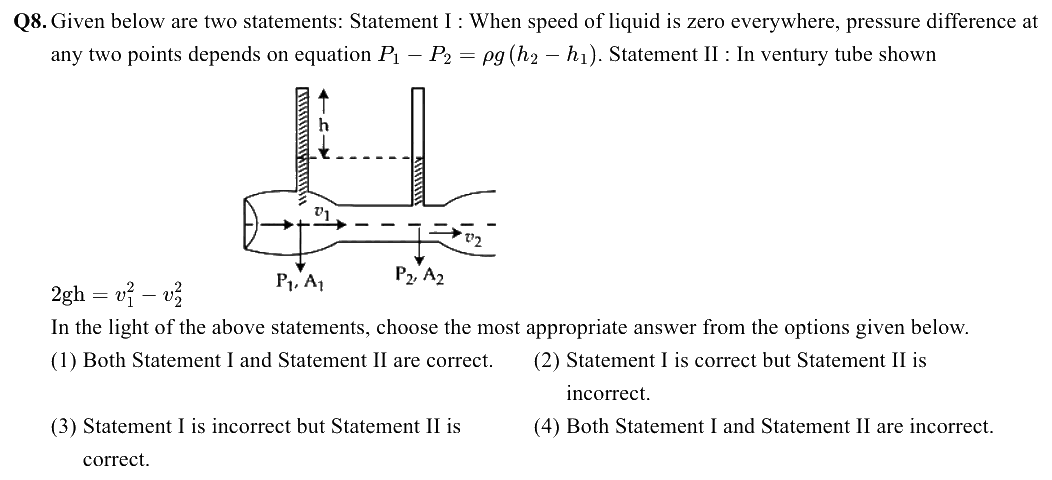 Q8. Given below are two statements: Statement I : When speed of liquid is zero everywhere, pressure difference at
any two points depends on equation P₁ − P₂ = ρg(h₂ − h₁). Statement II : In ventury tube shown
h
v₁
v₂
P₁, A₁
P₂, A₂
2gh = v₁² − v₂²
In the light of the above statements, choose the most appropriate answer from the options given below.
(1) Both Statement I and Statement II are correct.
(2) Statement I is correct but Statement II is
incorrect.
(3) Statement I is incorrect but Statement II is
correct.
(4) Both Statement I and Statement II are incorrect.